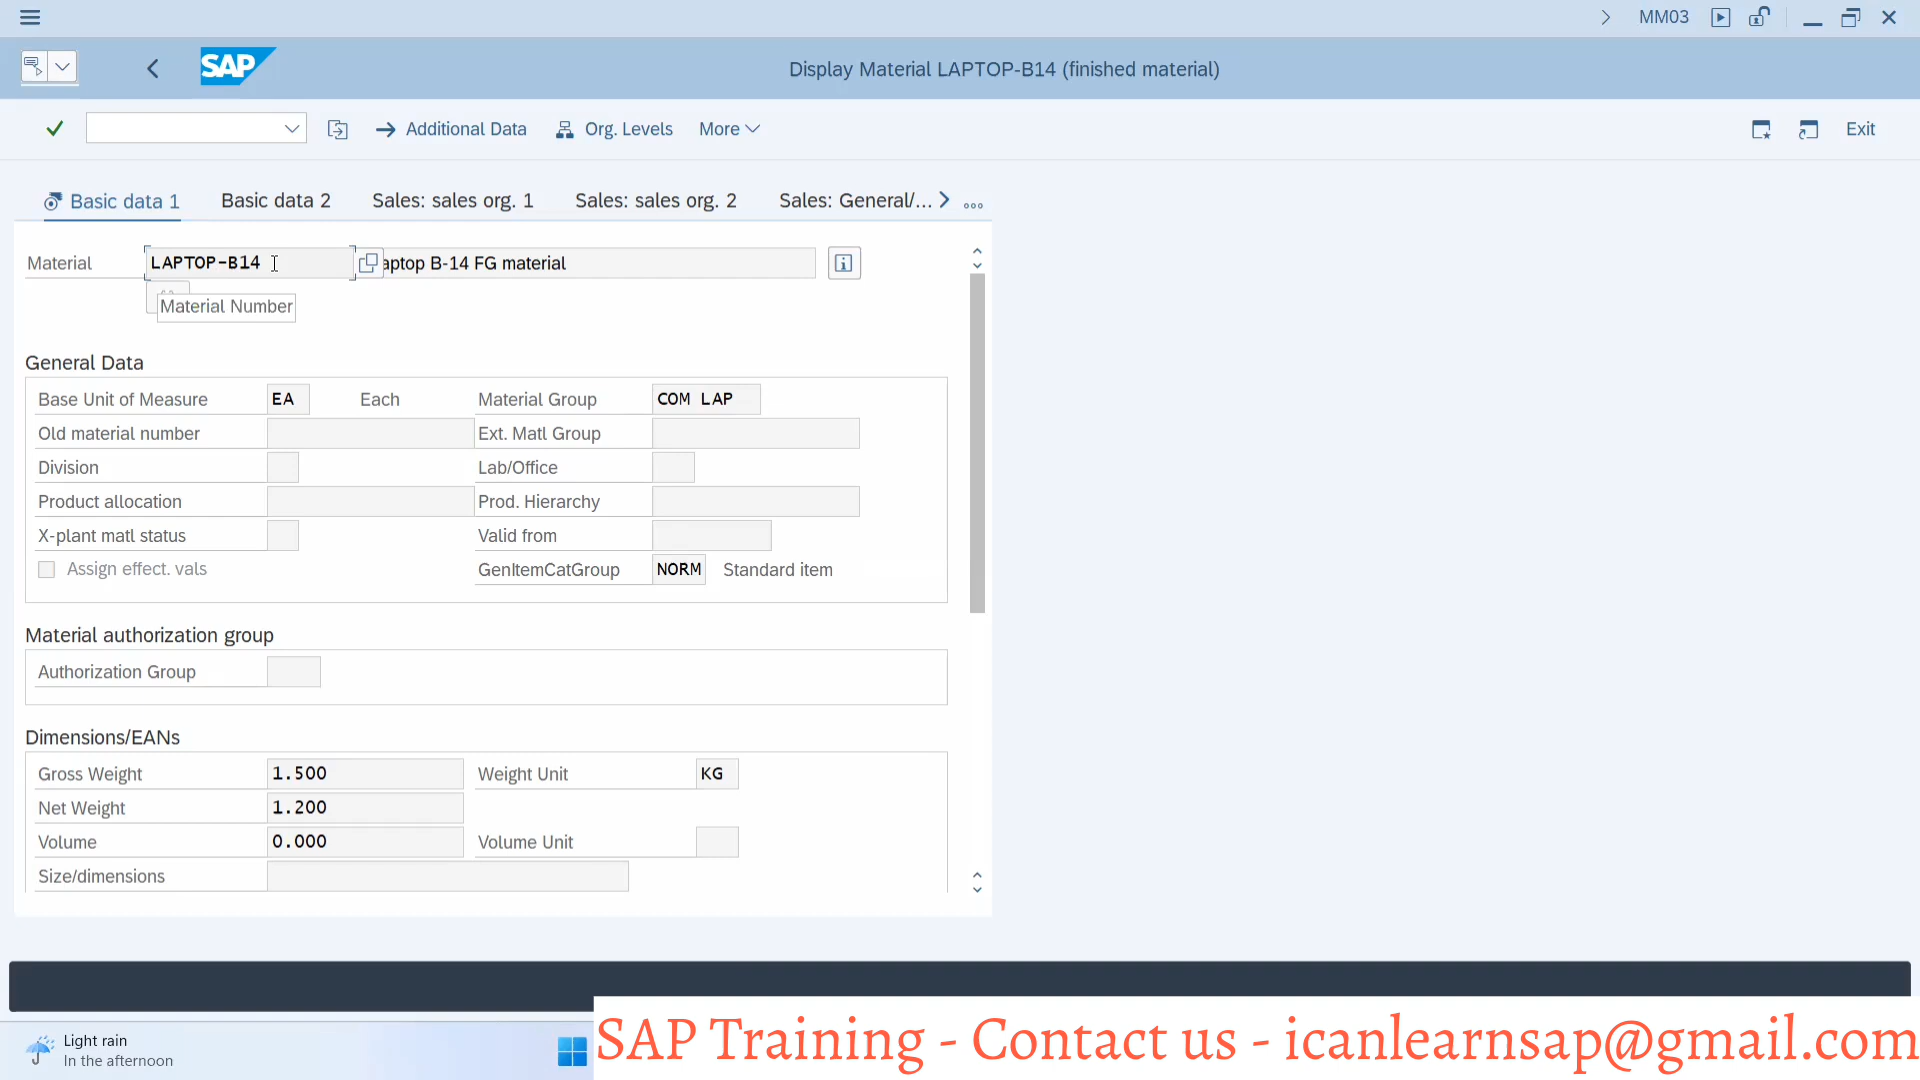 MM03
SAP
Display Material LAPTOP-B14 (finished material)
Additional Data
Org. Levels
More
Exit
Basic data 1
Basic data 2
Sales: sales org. 1
Sales: sales org. 2
Sales: General/...
Material
LAPTOP-B14
aptop B-14 FG material
Material Number
General Data
Base Unit of Measure
EA
Each
Material Group
COM LAP
Old material number
Ext. Matl Group
Division
Lab/Office
Product allocation
Prod. Hierarchy
X-plant matl status
Valid from
Assign effect. vals
GenItemCatGroup
NORM
Standard item
Material authorization group
Authorization Group
Dimensions/EANs
Gross Weight
1.500
Weight Unit
KG
Net Weight
1.200
Volume
0.000
Volume Unit
Size/dimensions
Light rain
In the afternoon
SAP Training - Contact us - icanlearnsap@gmail.com